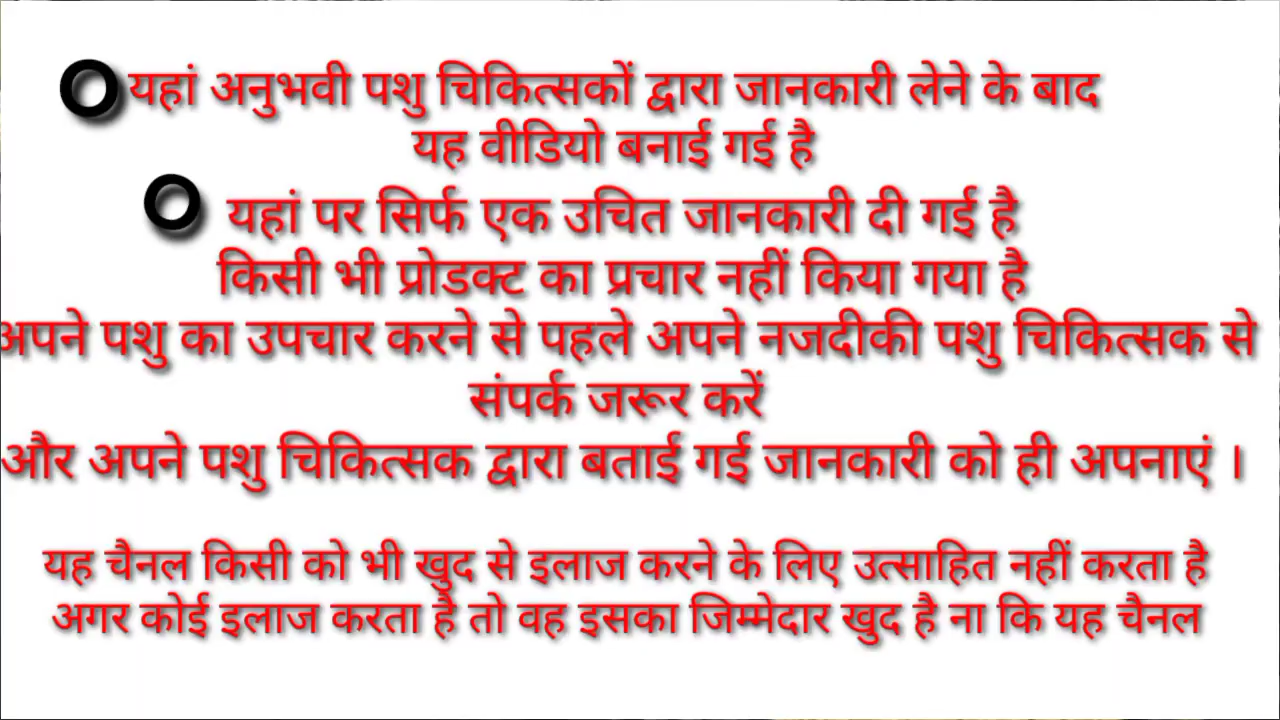 यहां अनुभवी पशु चिकित्सकों द्वारा जानकारी लेने के बाद
यह वीडियो बनाई गई है
यहां पर सिर्फ एक उचित जानकारी दी गई है
किसी भी प्रोडक्ट का प्रचार नहीं किया गया है
अपने पशु का उपचार करने से पहले अपने नजदीकी पशु चिकित्सक से
संपर्क जरूर करें
और अपने पशु चिकित्सक द्वारा बताई गई जानकारी को ही अपनाएं ।
यह चैनल किसी को भी खुद से इलाज करने के लिए उत्साहित नहीं करता है
अगर कोई इलाज करता है तो वह इसका जिम्मेदार खुद है ना कि यह चैनल